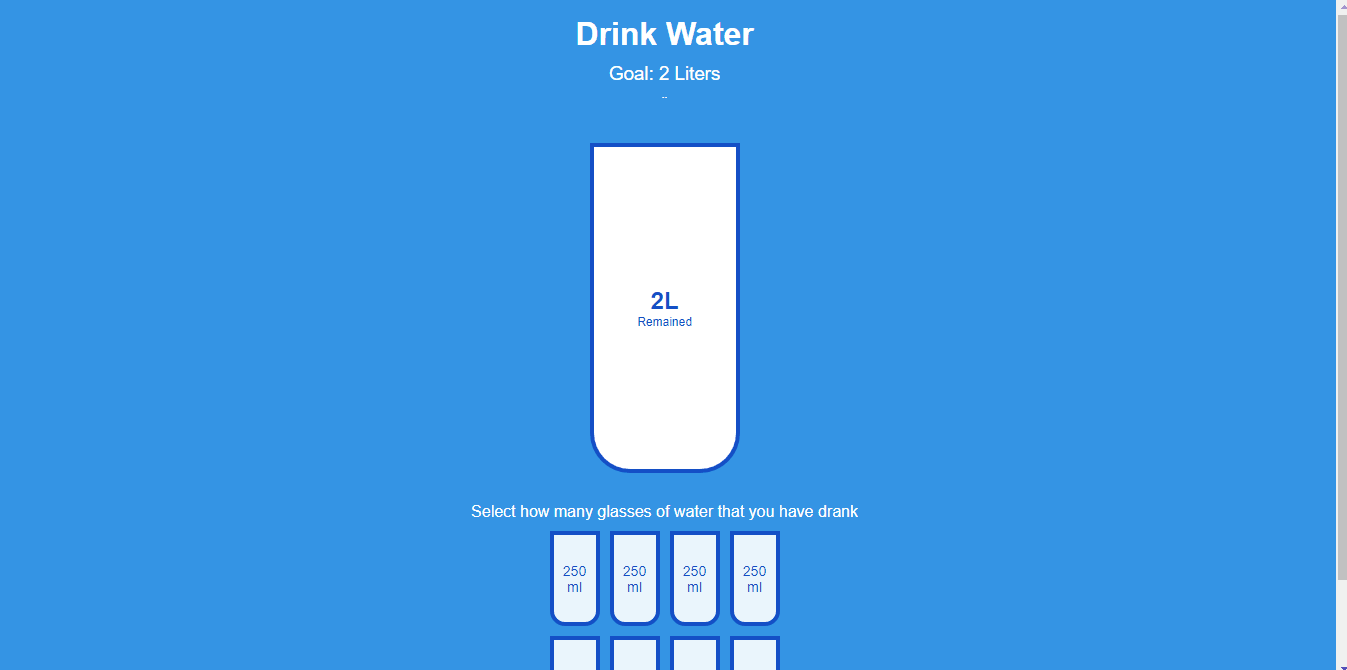 Drink Water
Goal: 2 Liters
2L
Remained
Select how many glasses of water that you have drank
250 250 250 250
ml ml ml ml